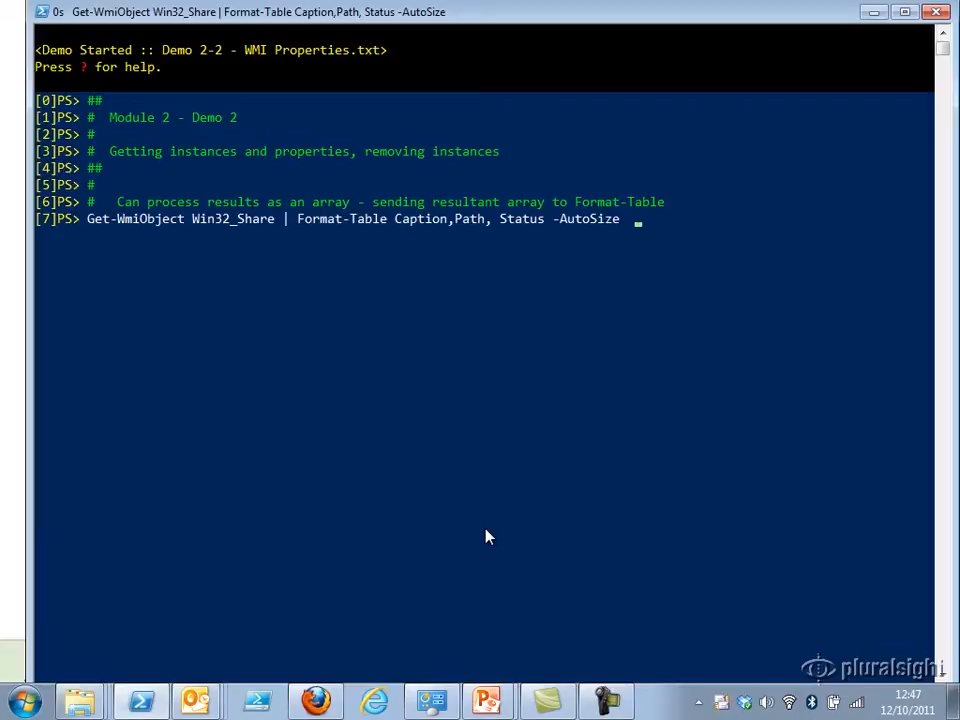 0s Get-WmiObject Win32_Share | Format-Table Caption,Path, Status -AutoSize
<Demo Started :: Demo 2-2 - WMI Properties.txt>
Press ? for help.
[0]PS> ##
[1]PS> #  Module 2 - Demo 2
[2]PS> #
[3]PS> #  Getting instances and properties, removing instances
[4]PS> ##
[5]PS> #
[6]PS> #   Can process results as an array - sending resultant array to Format-Table
[7]PS> Get-WmiObject Win32_Share | Format-Table Caption,Path, Status -AutoSize  _
pluralsight
12:47
12/10/2011